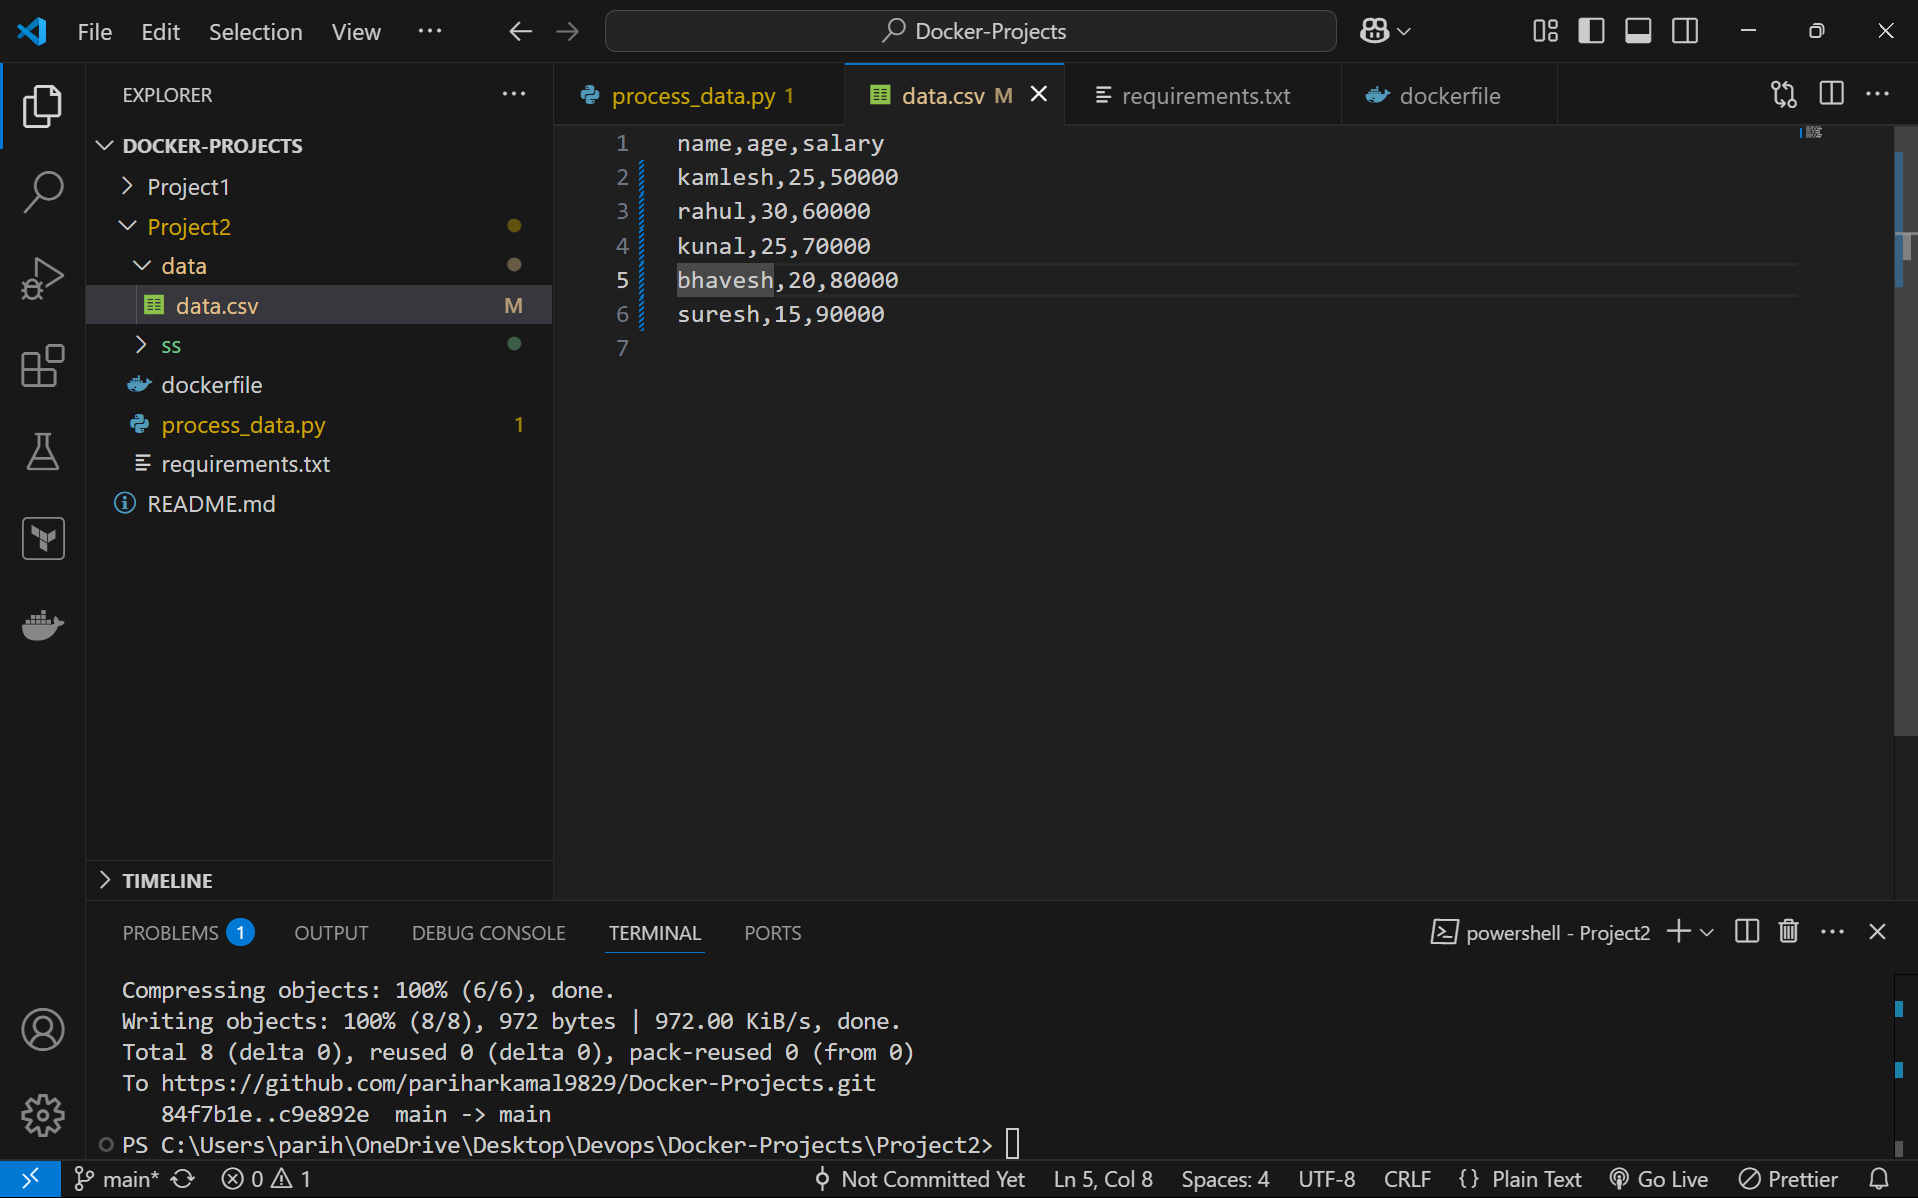 File Edit Selection View ··· Docker-Projects
EXPLORER ···
DOCKER-PROJECTS
Project1
Project2
data
data.csv M
ss
dockerfile
process_data.py 1
requirements.txt
README.md
TIMELINE
process_data.py 1 data.csv M requirements.txt dockerfile
1 name,age,salary
2 kamlesh,25,50000
3 rahul,30,60000
4 kunal,25,70000
5 bhavesh,20,80000
6 suresh,15,90000
7
PROBLEMS 1 OUTPUT DEBUG CONSOLE TERMINAL PORTS powershell - Project2
Compressing objects: 100% (6/6), done.
Writing objects: 100% (8/8), 972 bytes | 972.00 KiB/s, done.
Total 8 (delta 0), reused 0 (delta 0), pack-reused 0 (from 0)
To https://github.com/pariharkamal9829/Docker-Projects.git
84f7b1e..c9e892e main -> main
PS C:\Users\parih\OneDrive\Desktop\Devops\Docker-Projects\Project2>
main* 0 1 Not Committed Yet Ln 5, Col 8 Spaces: 4 UTF-8 CRLF {} Plain Text Go Live Prettier